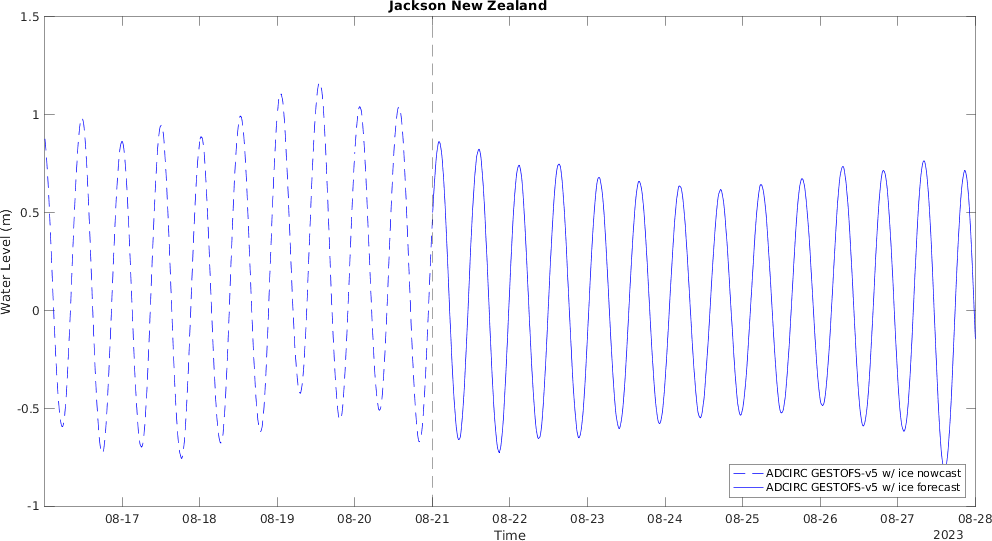 Jackson New Zealand
1.5
1
0.5
0
-0.5
-1
Water Level (m)
08-17 08-18 08-19 08-20 08-21 08-22 08-23 08-24 08-25 08-26 08-27 08-28
Time
2023
ADCIRC GESTOFS-v5 w/ ice nowcast
ADCIRC GESTOFS-v5 w/ ice forecast